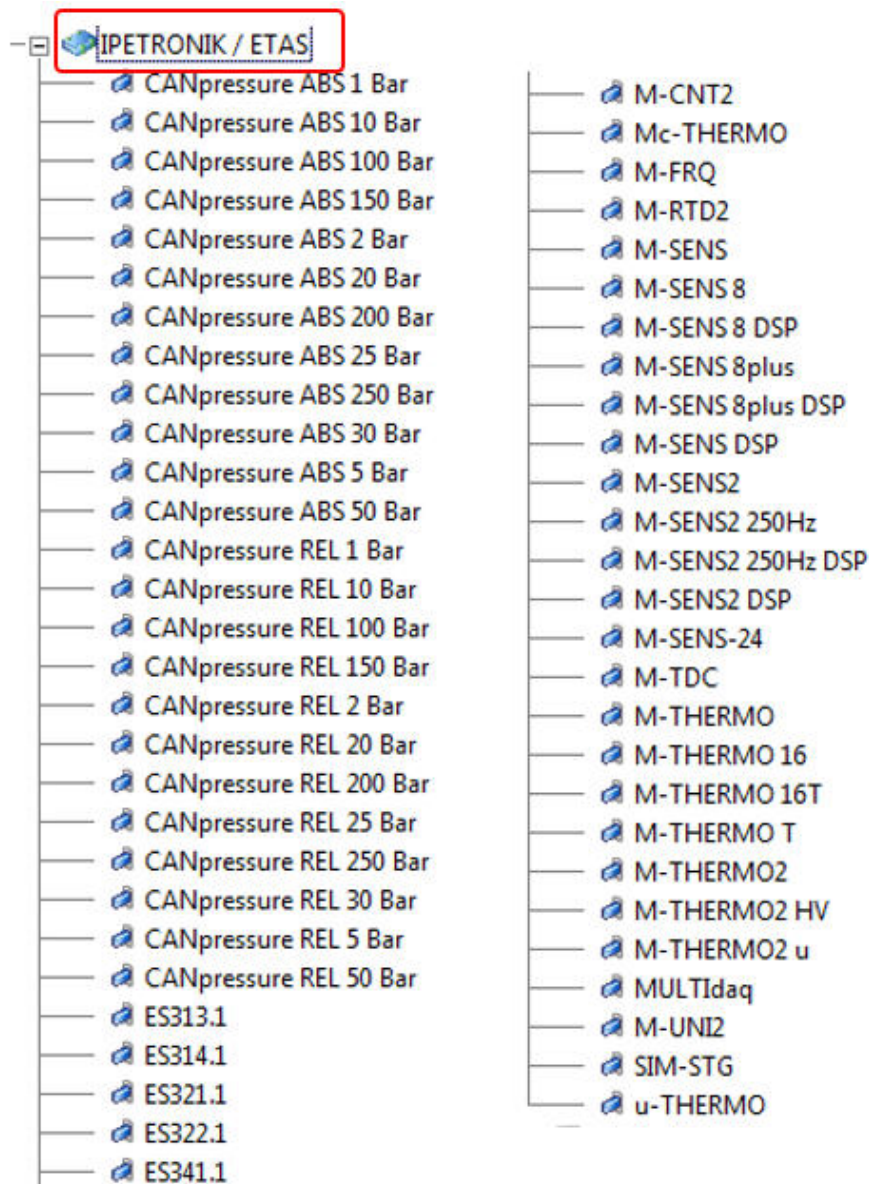 IPETRONIK / ETAS
CANpressure ABS 1 Bar
CANpressure ABS 10 Bar
CANpressure ABS 100 Bar
CANpressure ABS 150 Bar
CANpressure ABS 2 Bar
CANpressure ABS 20 Bar
CANpressure ABS 200 Bar
CANpressure ABS 25 Bar
CANpressure ABS 250 Bar
CANpressure ABS 30 Bar
CANpressure ABS 5 Bar
CANpressure ABS 50 Bar
CANpressure REL 1 Bar
CANpressure REL 10 Bar
CANpressure REL 100 Bar
CANpressure REL 150 Bar
CANpressure REL 2 Bar
CANpressure REL 20 Bar
CANpressure REL 200 Bar
CANpressure REL 25 Bar
CANpressure REL 250 Bar
CANpressure REL 30 Bar
CANpressure REL 5 Bar
CANpressure REL 50 Bar
ES313.1
ES314.1
ES321.1
ES322.1
ES341.1
M-CNT2
Mc-THERMO
M-FRQ
M-RTD2
M-SENS
M-SENS 8
M-SENS 8 DSP
M-SENS 8plus
M-SENS 8plus DSP
M-SENS DSP
M-SENS2
M-SENS2 250Hz
M-SENS2 250Hz DSP
M-SENS2 DSP
M-SENS-24
M-TDC
M-THERMO
M-THERMO 16
M-THERMO 16T
M-THERMO T
M-THERMO2
M-THERMO2 HV
M-THERMO2 u
MULTIdaq
M-UNI2
SIM-STG
u-THERMO